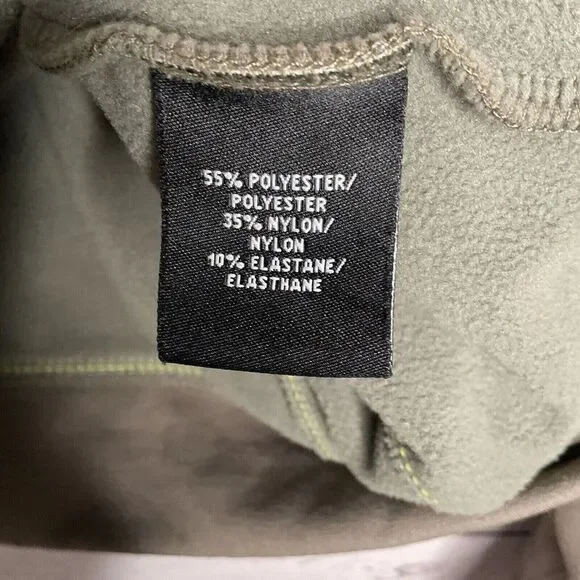 55% POLYESTER/
POLYESTER
35% NYLON/
NYLON
10% ELASTANE/
ELASTHANE